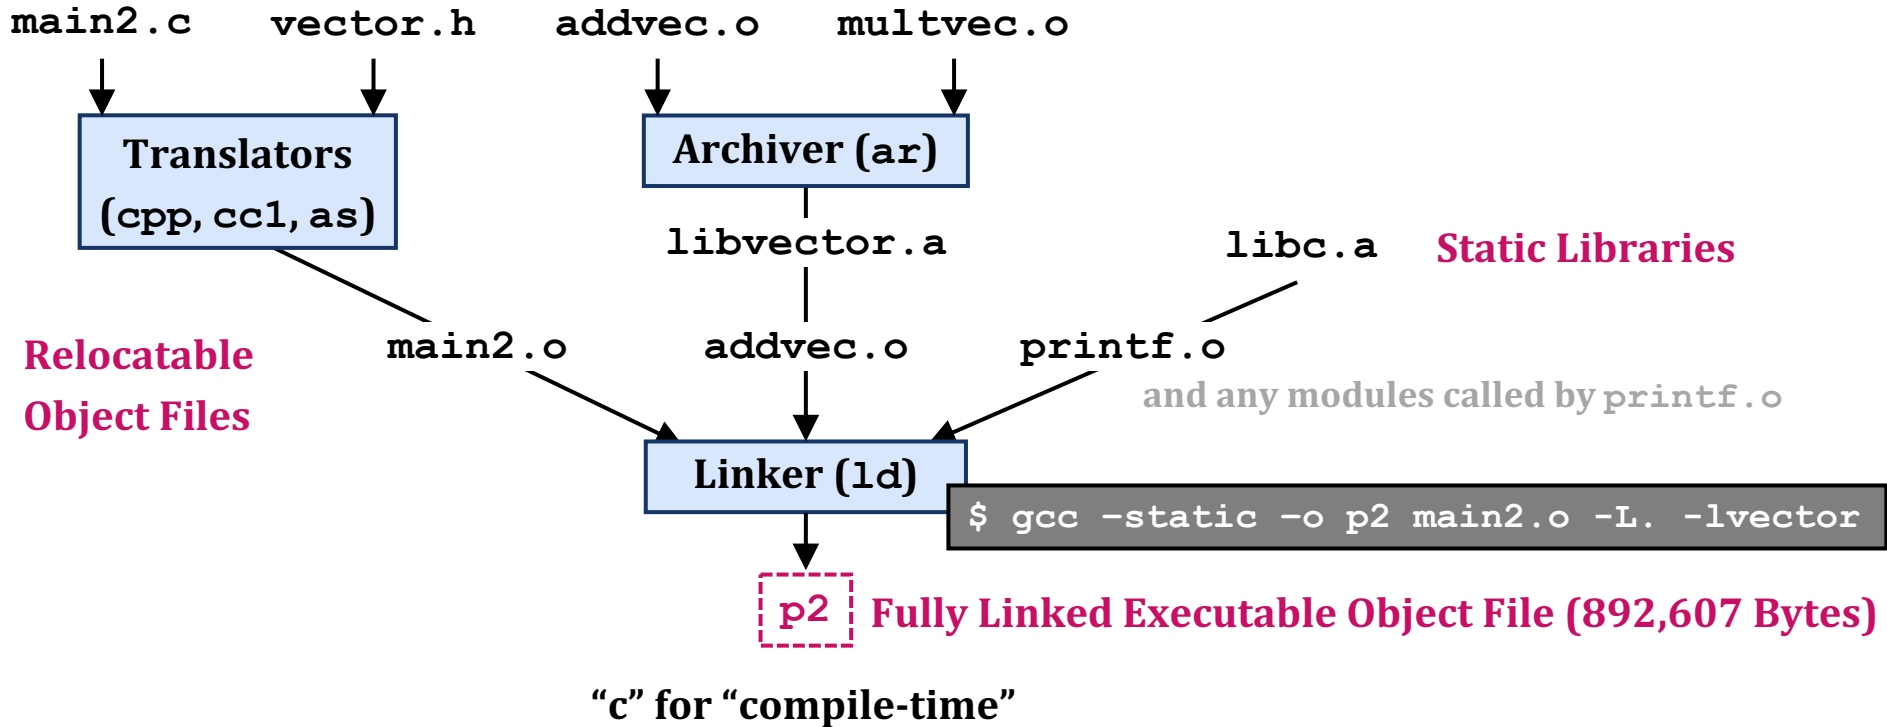 main2.c vector.h addvec.o multvec.o
Translators
(cpp, cc1, as)
Archiver (ar)
libvector.a
libc.a
Static Libraries
Relocatable
Object Files
main2.o
addvec.o
printf.o
and any modules called by printf.o
Linker (ld)
$ gcc –static –o p2 main2.o -L. -lvector
p2
Fully Linked Executable Object File (892,607 Bytes)
“c” for “compile-time”